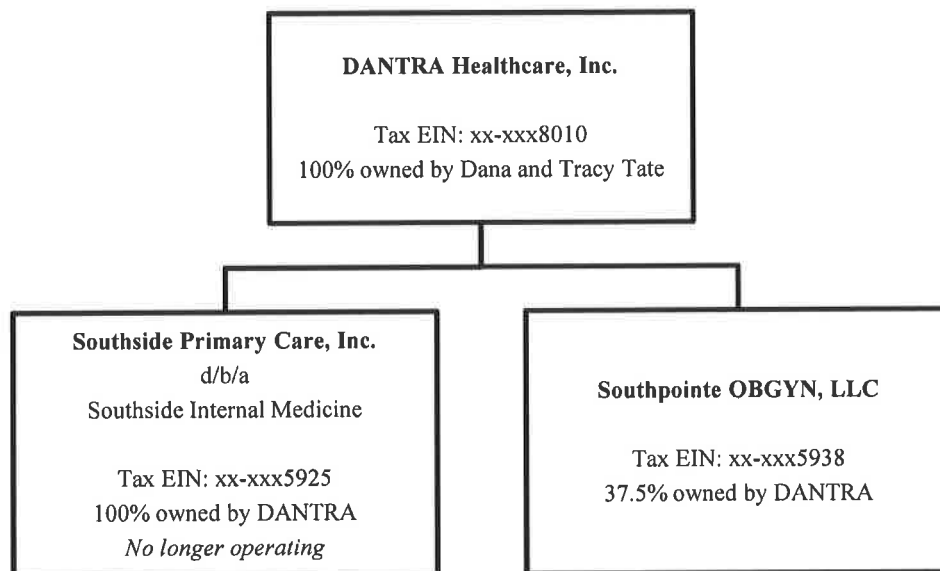 DANTRA Healthcare, Inc.
Tax EIN: xx-xxx8010
100% owned by Dana and Tracy Tate
Southside Primary Care, Inc.
d/b/a
Southside Internal Medicine
Tax EIN: xx-xxx5925
100% owned by DANTRA
No longer operating
Southpointe OBGYN, LLC
Tax EIN: xx-xxx5938
37.5% owned by DANTRA